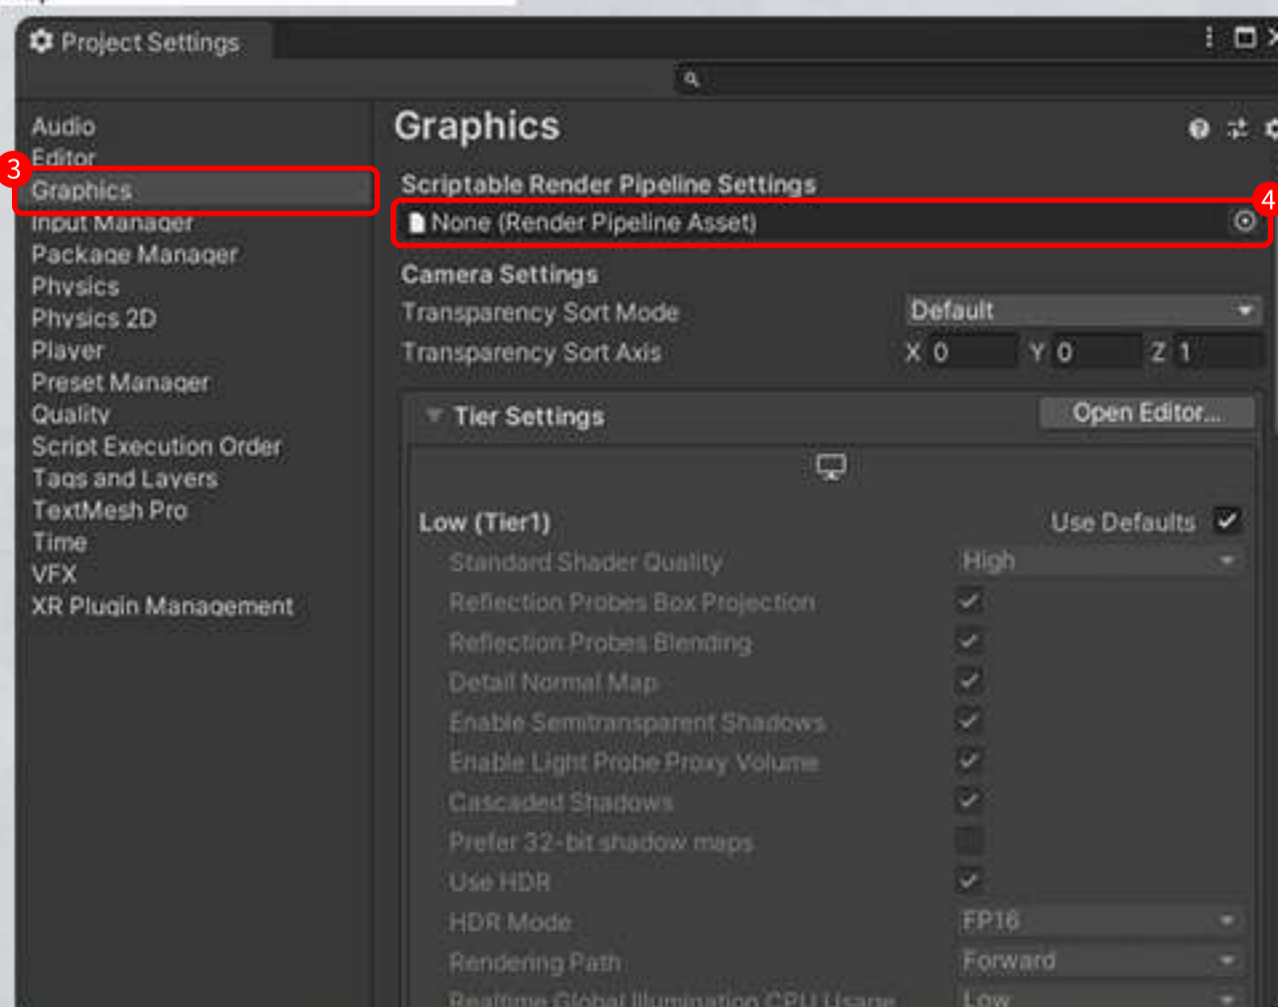 Project Settings
Audio
Editor
3
Graphics
Input Manager
Package Manager
Physics
Physics 2D
Player
Preset Manager
Quality
Script Execution Order
Tags and Layers
TextMesh Pro
Time
VFX
XR Plugin Management
Graphics
Scriptable Render Pipeline Settings
4
None (Render Pipeline Asset)
Camera Settings
Transparency Sort Mode Default
Transparency Sort Axis X 0 Y 0 Z 1
Tier Settings Open Editor...
Low (Tier1) Use Defaults
Standard Shader Quality High
Reflection Probes Box Projection
Reflection Probes Blending
Detail Normal Map
Enable Semitransparent Shadows
Enable Light Probe Proxy Volume
Cascaded Shadows
Prefer 32-bit shadow maps
Use HDR
HDR Mode FP16
Rendering Path Forward
Realtime Global Illumination CPU Usage Low